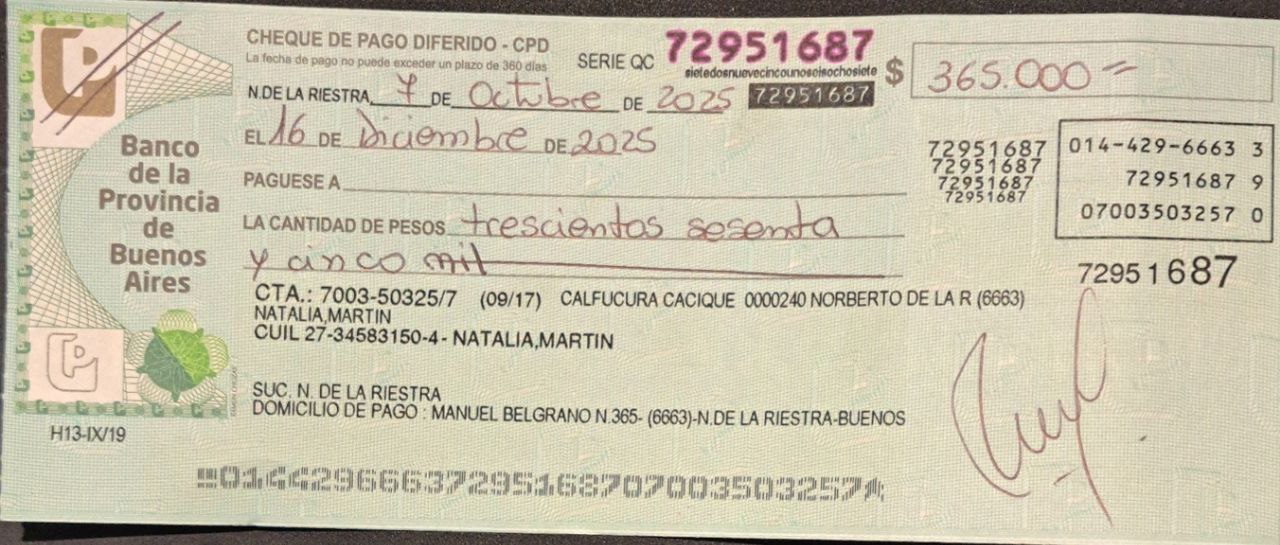 CHEQUE DE PAGO DIFERIDO - CPD
La fecha de pago no puede exceder un plazo de 360 días
SERIE QC 72951687
sietedosnuevecincounoseisochosiete
72951687
$ 365.000=
N.DE LA RIESTRA, 7 DE Octubre DE 2025
EL 16 DE Diciembre DE 2025
PAGUESE A
LA CANTIDAD DE PESOS trescientos sesenta
y cinco mil
72951687
72951687
72951687
72951687
014-429-6663 3
72951687 9
07003503257 0
72951687
Banco
de la
Provincia
de
Buenos
Aires
CTA.: 7003-50325/7 (09/17) CALFUCURA CACIQUE 0000240 NORBERTO DE LA R (6663)
NATALIA,MARTIN
CUIL 27-34583150-4- NATALIA,MARTIN
SUC. N. DE LA RIESTRA
DOMICILIO DE PAGO : MANUEL BELGRANO N.365- (6663)-N.DE LA RIESTRA-BUENOS
H13-IX/19
01442966637295168707003503257